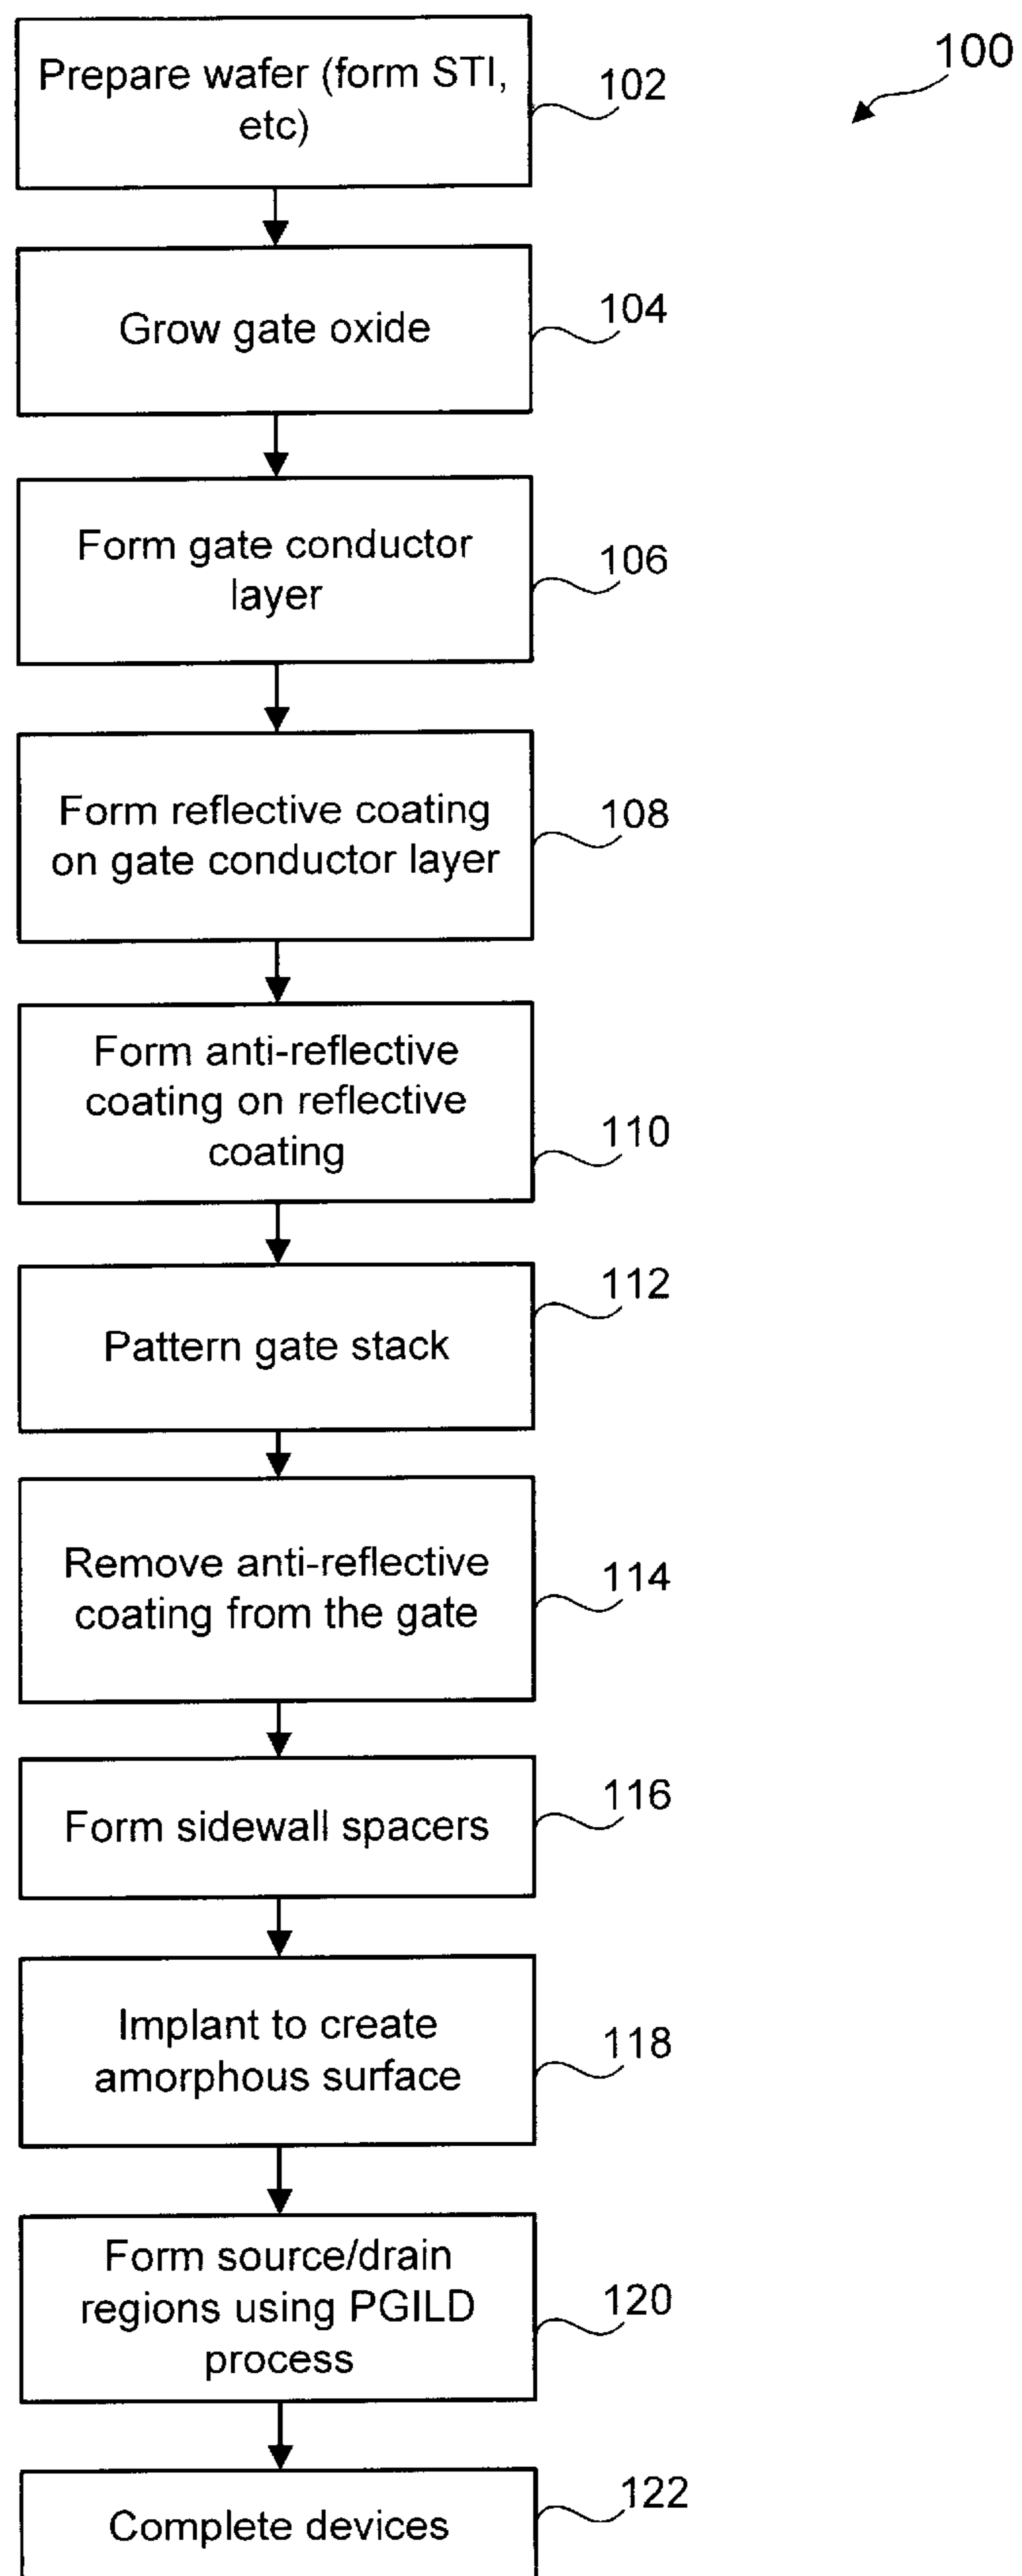 100
Prepare wafer (form STI,
etc)
102
Grow gate oxide
104
Form gate conductor
layer
106
Form reflective coating
on gate conductor layer
108
Form anti-reflective
coating on reflective
coating
110
Pattern gate stack
112
Remove anti-reflective
coating from the gate
114
Form sidewall spacers
116
Implant to create
amorphous surface
118
Form source/drain
regions using PGILD
process
120
Complete devices
122